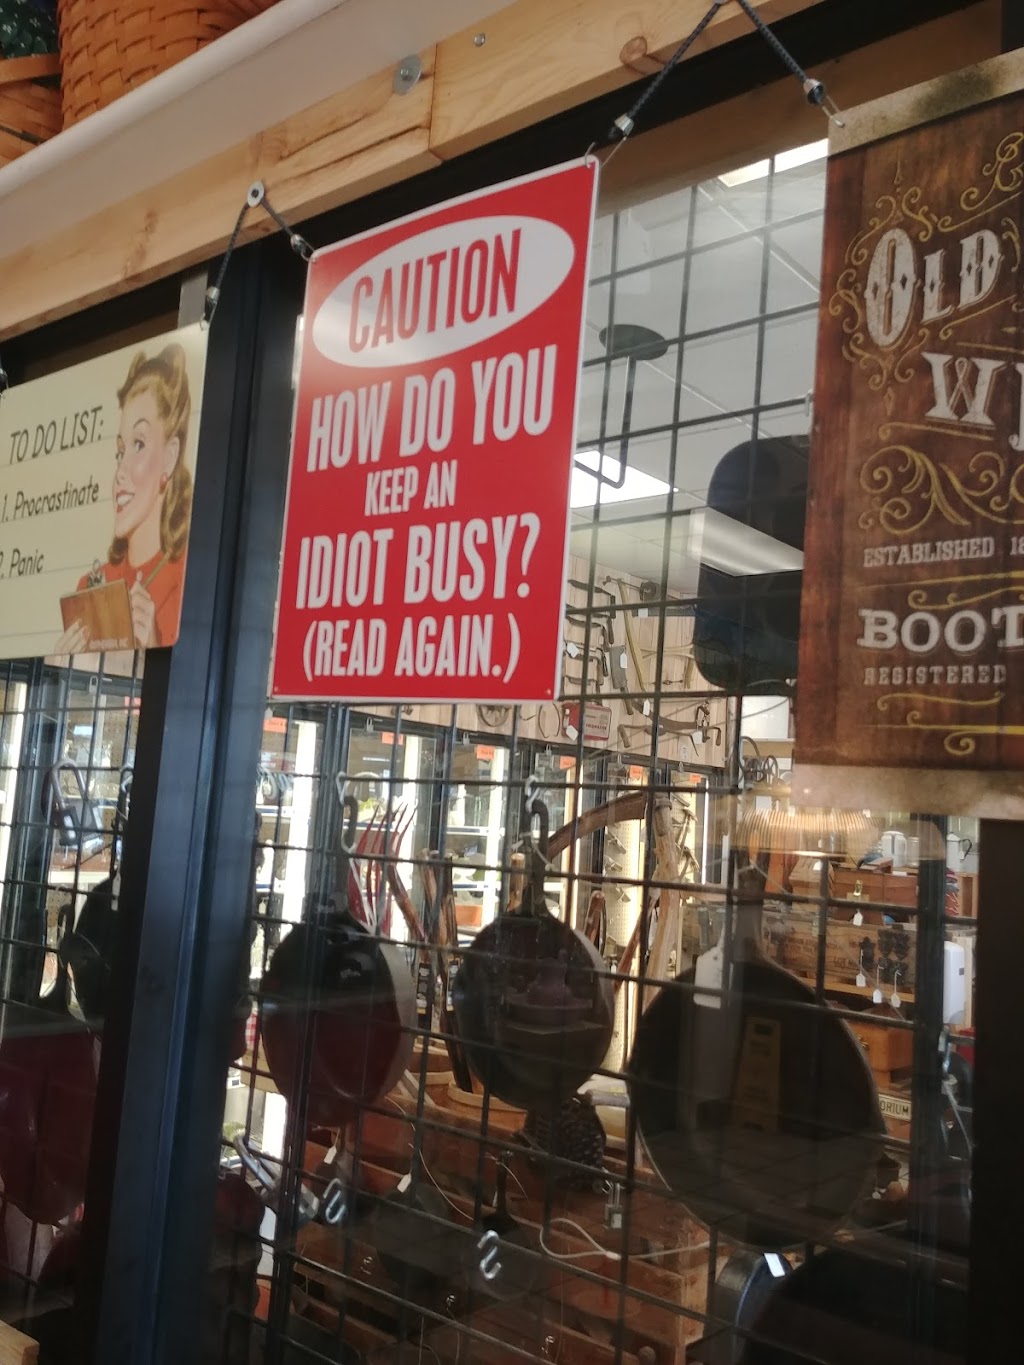 TO DO LIST:
1. Procrastinate
2. Panic
CAUTION
HOW DO YOU
KEEP AN
IDIOT BUSY?
(READ AGAIN.)
OLD
ESTABLISHED
BOOT
REGISTERED